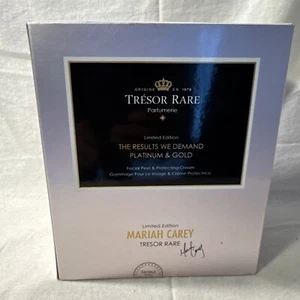 ORIGINE EN 1978
TRÉSOR RARE
Parfumerie
Limited Edition
THE RESULTS WE DEMAND
PLATINUM & GOLD
Facial Peel & Protecting Cream
Gommage Pour Le Visage & Crème Protectrice
Limited Edition
MARIAH CAREY
TRESOR RARE